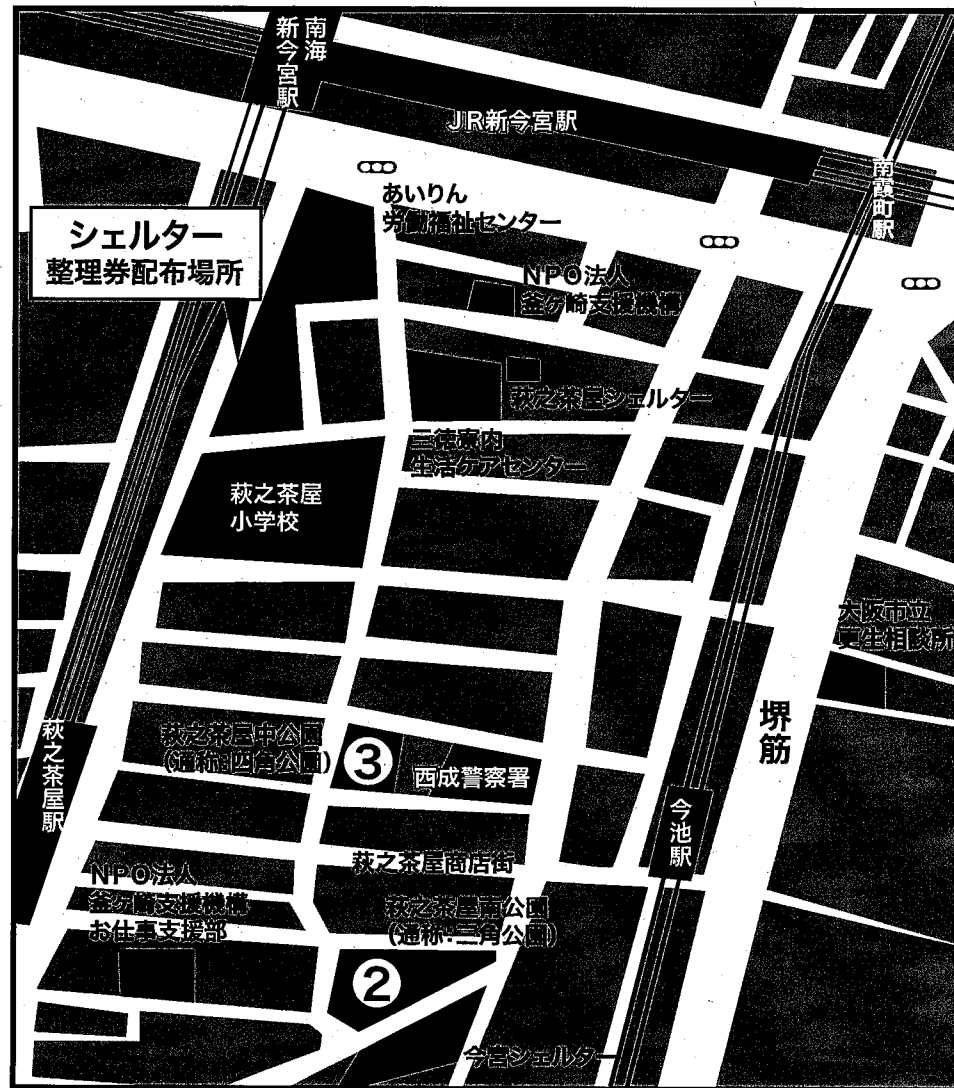 南海
新今宮駅
JR新今宮駅
南霞町駅
あいりん
労働福祉センター
シェルター
整理券配布場所
NPO法人
釜ヶ崎支援機構
萩之茶屋シェルター
三徳寮内
生活ケアセンター
萩之茶屋
小学校
大阪市立
更生相談所
堺筋
萩之茶屋駅
萩之茶屋中公園
(通称:四角公園)
3
西成警察署
今池駅
萩之茶屋商店街
NPO法人
釜ヶ崎支援機構
お仕事支援部
萩之茶屋南公園
(通称:三角公園)
2
今宮シェルター